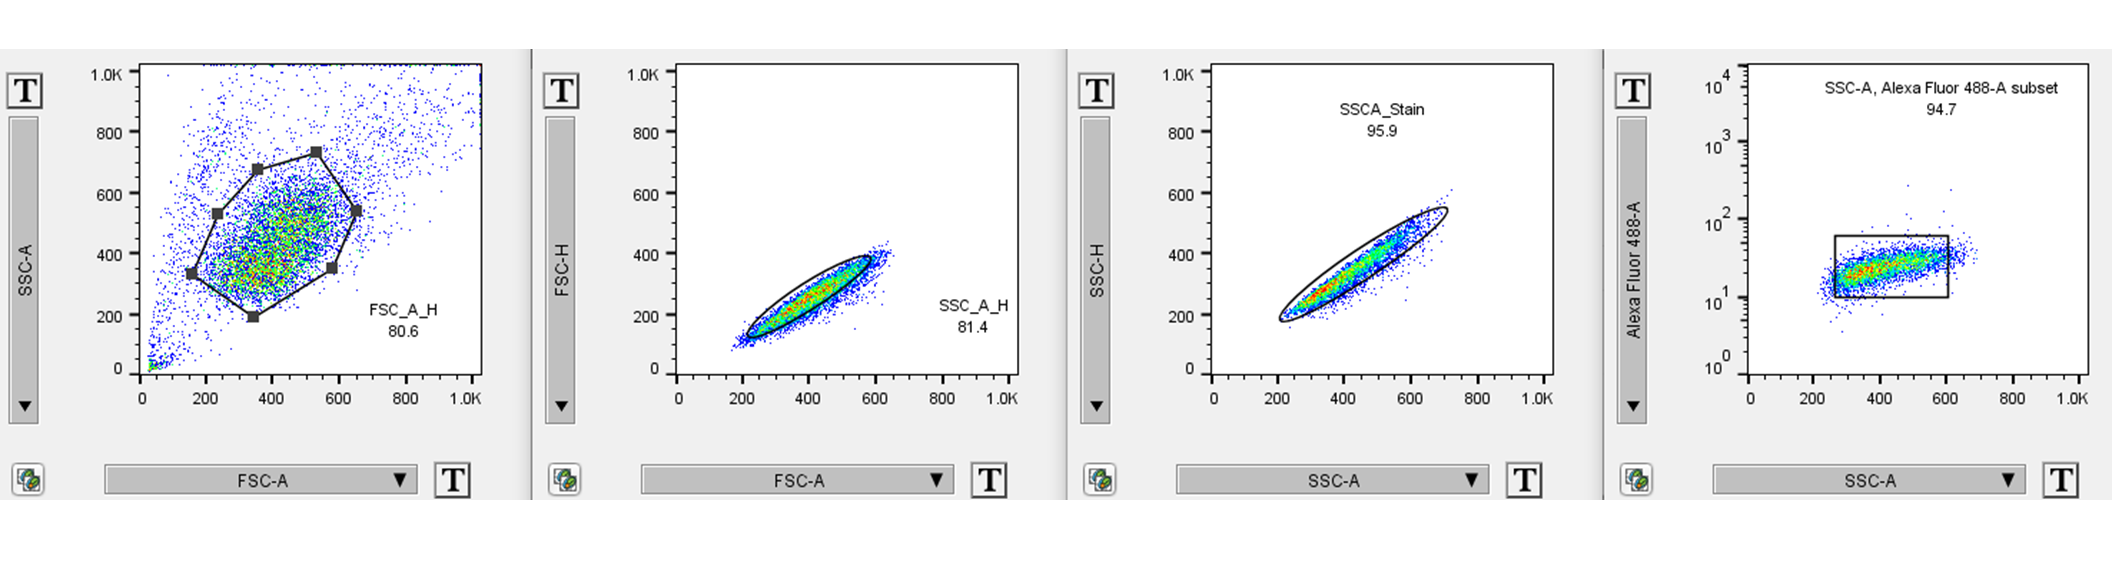 T
1.0K
800
600
400
200
0
SSC-A
FSC_A_H
80.6
0 200 400 600 800 1.0K
FSC-A
T
T
1.0K
800
600
400
200
0
FSC-H
SSC_A_H
81.4
0 200 400 600 800 1.0K
FSC-A
T
T
1.0K
800
600
400
200
0
SSC-H
SSCA_Stain
95.9
0 200 400 600 800 1.0K
SSC-A
T
T
10^4
10^3
10^2
10^1
10^0
Alexa Fluor 488-A
SSC-A, Alexa Fluor 488-A subset
94.7
0 200 400 600 800 1.0K
SSC-A
T